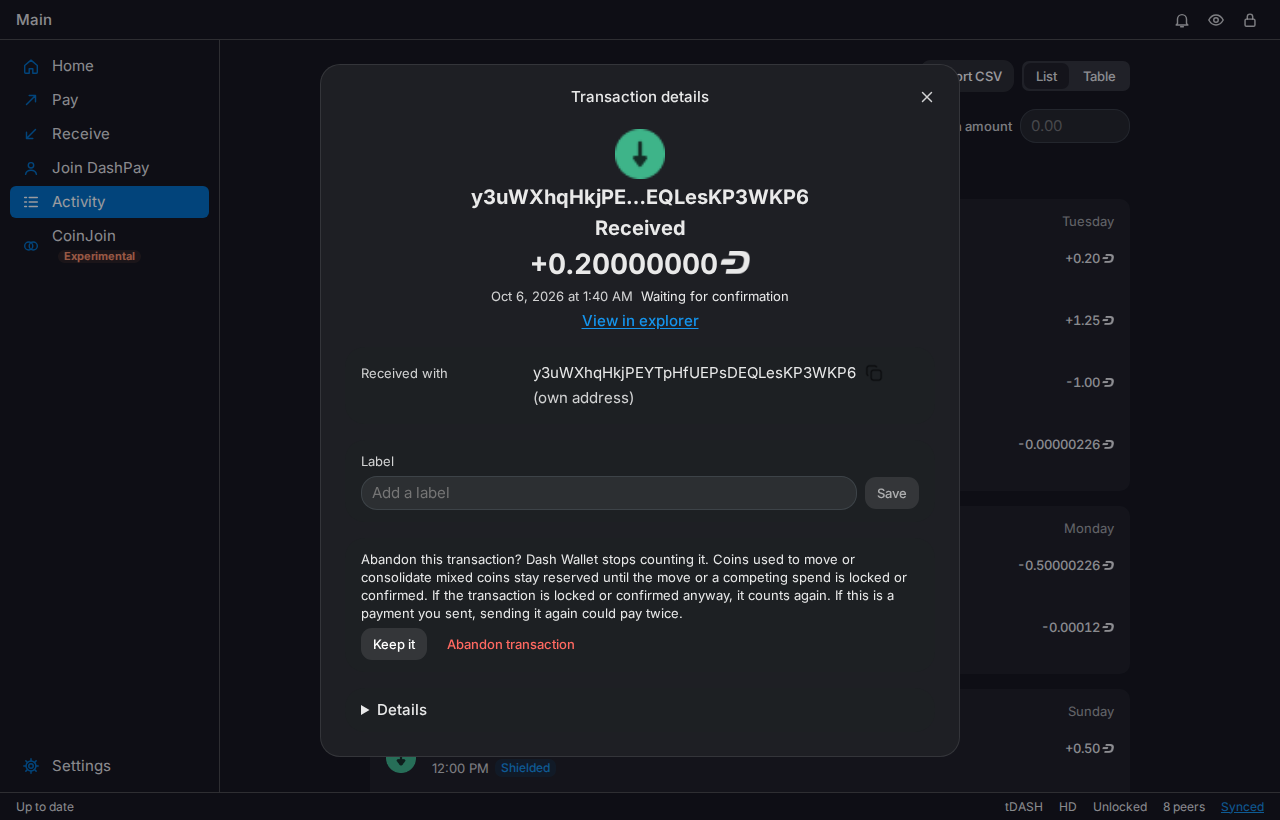 Main
Home
Pay
Receive
Join DashPay
Activity
CoinJoin
Experimental
Settings
ort CSV
List
Table
amount
0.00
Tuesday
+0.20
+1.25
-1.00
-0.00000226
Monday
-0.50000226
-0.00012
Sunday
+0.50
12:00 PM Shielded
Transaction details
y3uWXhqHkjPE...EQLesKP3WKP6
Received
+0.20000000
Oct 6, 2026 at 1:40 AM Waiting for confirmation
View in explorer
Received with
y3uWXhqHkjPEYTpHfUEPsDEQLesKP3WKP6
(own address)
Label
Add a label
Save
Abandon this transaction? Dash Wallet stops counting it. Coins used to move or
consolidate mixed coins stay reserved until the move or a competing spend is locked or
confirmed. If the transaction is locked or confirmed anyway, it counts again. If this is a
payment you sent, sending it again could pay twice.
Keep it
Abandon transaction
Details
Up to date
tDASH
HD
Unlocked
8 peers
Synced